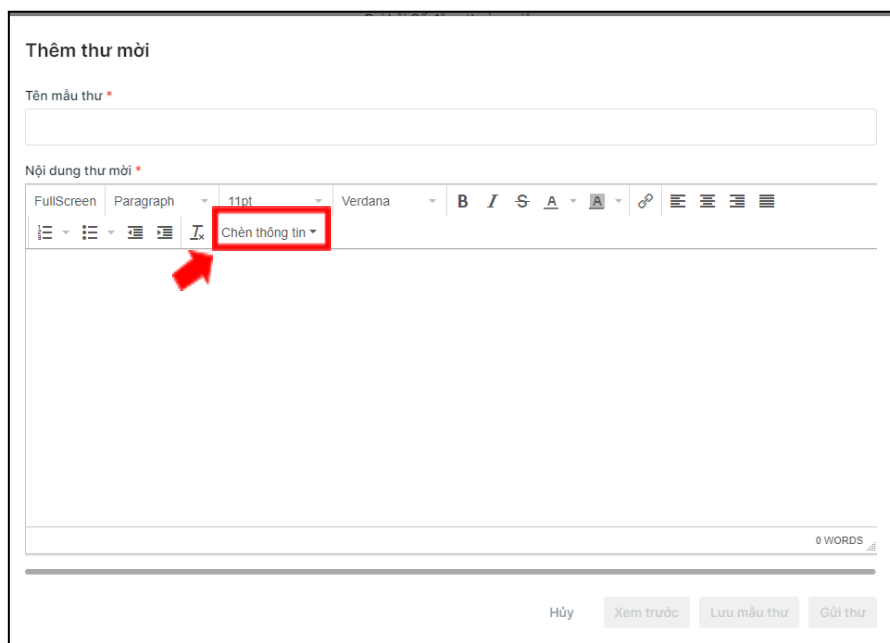 Thêm thư mời
Tên mẫu thư *
Nội dung thư mời *
FullScreen Paragraph 11pt Verdana B I S A A
Chèn thông tin
0 WORDS
Hủy Xem trước Lưu mẫu thư Gửi thư